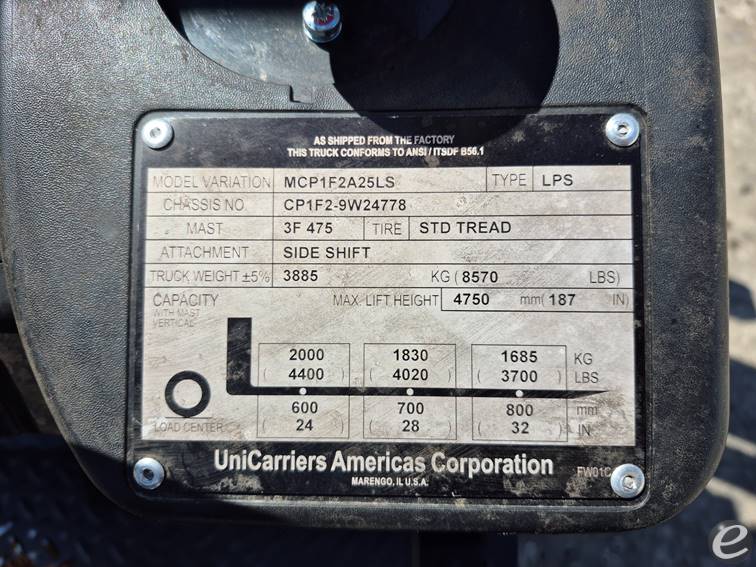 AS SHIPPED FROM THE FACTORY
THIS TRUCK CONFORMS TO ANSI / ITSDF B56.1
MODEL VARIATION MCP1F2A25LS TYPE LPS
CHASSIS NO. CP1F2-9W24778
MAST 3F 475 TIRE STD TREAD
ATTACHMENT SIDE SHIFT
TRUCK WEIGHT ±5% 3885 KG ( 8570 LBS)
CAPACITY MAX. LIFT HEIGHT 4750 mm( 187 IN)
WITH MAST
VERTICAL
2000 1830 1685 KG
( 4400 ) ( 4020 ) ( 3700 ) LBS
600 700 800 mm
LOAD CENTER ( 24 ) ( 28 ) ( 32 ) IN
UniCarriers Americas Corporation FW01C
MARENGO, IL U.S.A.
e